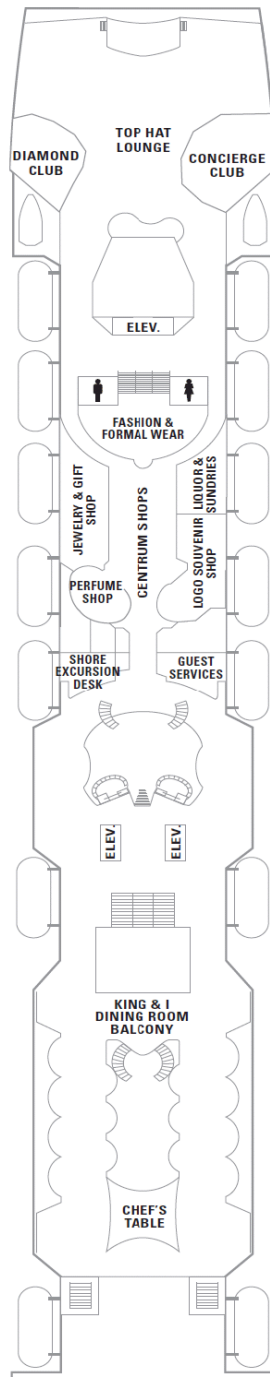 TOP HAT
LOUNGE
DIAMOND
CLUB
CONCIERGE
CLUB
ELEV.
FASHION &
FORMAL WEAR
JEWELRY & GIFT
SHOP
CENTRUM SHOPS
LIQUOR &
SUNDRIES
LOGO SOUVENIR
SHOP
PERFUME
SHOP
SHORE
EXCURSION
DESK
GUEST
SERVICES
ELEV.
ELEV.
KING & I
DINING ROOM
BALCONY
CHEF'S
TABLE